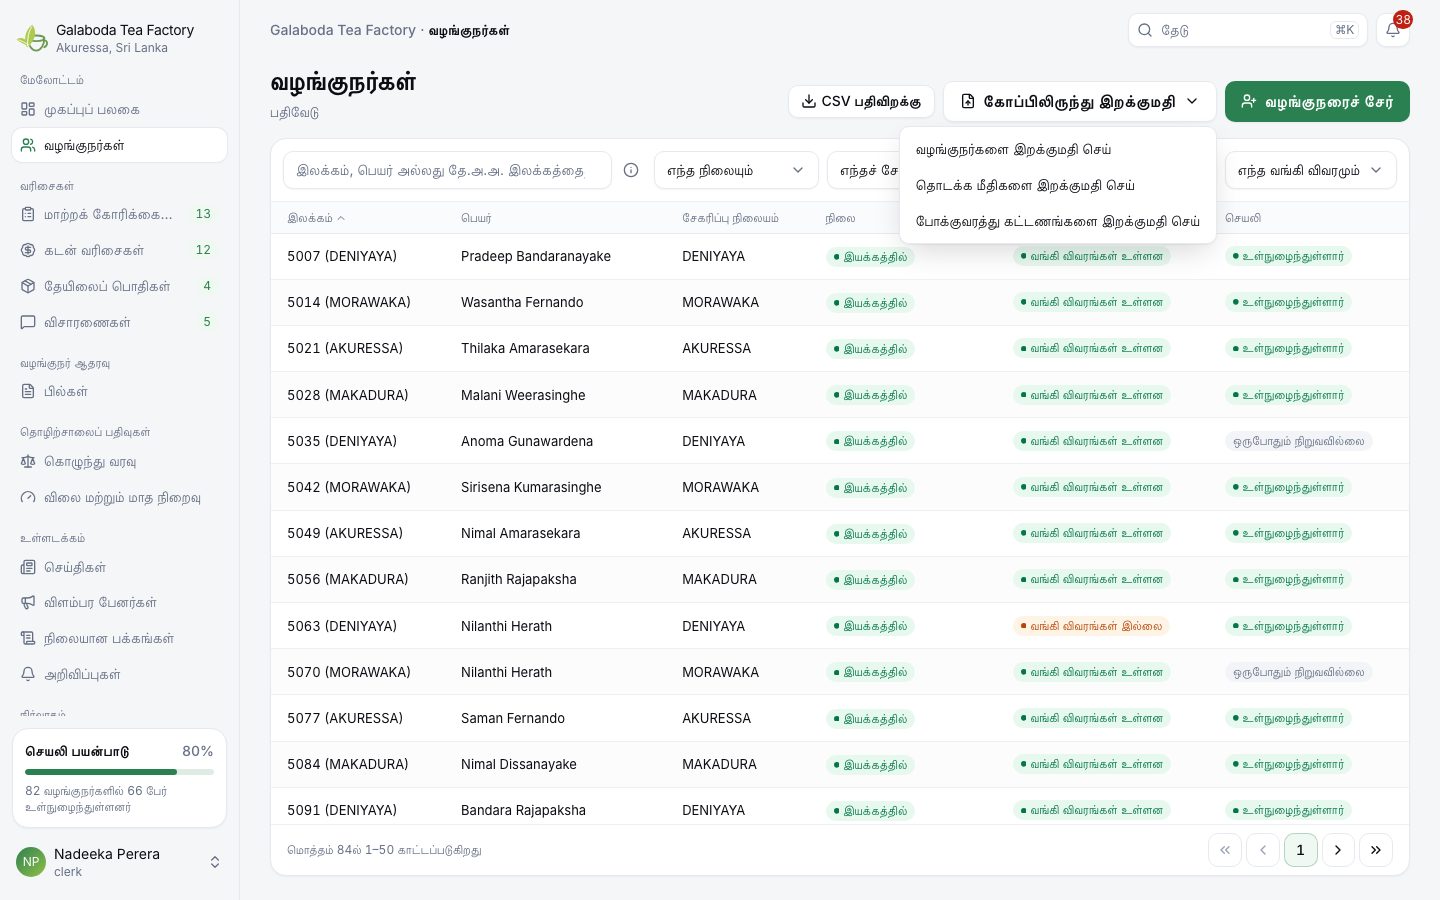 Galaboda Tea Factory
Akuressa, Sri Lanka
மேலோட்டம்
முகப்புப் பலகை
வழங்குநர்கள்
வரிசைகள்
மாற்றக் கோரிக்கை... 13
கடன் வரிசைகள் 12
தேயிலைப் பொதிகள் 4
விசாரணைகள் 5
வழங்குநர் ஆதரவு
பில்கள்
தொழிற்சாலைப் பதிவுகள்
கொழுந்து வரவு
விலை மற்றும் மாத நிறைவு
உள்ளடக்கம்
செய்திகள்
விளம்பர பேனர்கள்
நிலையான பக்கங்கள்
அறிவிப்புகள்
செயலி பயன்பாடு 80%
82 வழங்குநர்களில் 66 பேர்
உள்நுழைந்துள்ளனர்
NP
Nadeeka Perera
clerk
Galaboda Tea Factory · வழங்குநர்கள்
தேடு ⌘K
38
வழங்குநர்கள்
பதிவேடு
CSV பதிவிறக்கு
கோப்பிலிருந்து இறக்குமதி
வழங்குநரைச் சேர்
வழங்குநர்களை இறக்குமதி செய்
தொடக்க மீதிகளை இறக்குமதி செய்
போக்குவரத்து கட்டணங்களை இறக்குமதி செய்
இலக்கம், பெயர் அல்லது தே.அ.அ. இலக்கத்தை
எந்த நிலையும்
எந்தச் சே
எந்த வங்கி விவரமும்
இலக்கம் பெயர் சேகரிப்பு நிலையம் நிலை செயலி
5007 (DENIYAYA) Pradeep Bandaranayake DENIYAYA இயக்கத்தில் வங்கி விவரங்கள் உள்ளன உள்நுழைந்துள்ளார்
5014 (MORAWAKA) Wasantha Fernando MORAWAKA இயக்கத்தில் வங்கி விவரங்கள் உள்ளன உள்நுழைந்துள்ளார்
5021 (AKURESSA) Thilaka Amarasekara AKURESSA இயக்கத்தில் வங்கி விவரங்கள் உள்ளன உள்நுழைந்துள்ளார்
5028 (MAKADURA) Malani Weerasinghe MAKADURA இயக்கத்தில் வங்கி விவரங்கள் உள்ளன உள்நுழைந்துள்ளார்
5035 (DENIYAYA) Anoma Gunawardena DENIYAYA இயக்கத்தில் வங்கி விவரங்கள் உள்ளன ஒருபோதும் நிறுவவில்லை
5042 (MORAWAKA) Sirisena Kumarasinghe MORAWAKA இயக்கத்தில் வங்கி விவரங்கள் உள்ளன உள்நுழைந்துள்ளார்
5049 (AKURESSA) Nimal Amarasekara AKURESSA இயக்கத்தில் வங்கி விவரங்கள் உள்ளன உள்நுழைந்துள்ளார்
5056 (MAKADURA) Ranjith Rajapaksha MAKADURA இயக்கத்தில் வங்கி விவரங்கள் உள்ளன உள்நுழைந்துள்ளார்
5063 (DENIYAYA) Nilanthi Herath DENIYAYA இயக்கத்தில் வங்கி விவரங்கள் இல்லை உள்நுழைந்துள்ளார்
5070 (MORAWAKA) Nilanthi Herath MORAWAKA இயக்கத்தில் வங்கி விவரங்கள் உள்ளன ஒருபோதும் நிறுவவில்லை
5077 (AKURESSA) Saman Fernando AKURESSA இயக்கத்தில் வங்கி விவரங்கள் உள்ளன உள்நுழைந்துள்ளார்
5084 (MAKADURA) Nimal Dissanayake MAKADURA இயக்கத்தில் வங்கி விவரங்கள் உள்ளன உள்நுழைந்துள்ளார்
5091 (DENIYAYA) Bandara Rajapaksha DENIYAYA இயக்கத்தில் வங்கி விவரங்கள் உள்ளன உள்நுழைந்துள்ளார்
மொத்தம் 84ல் 1–50 காட்டப்படுகிறது
1